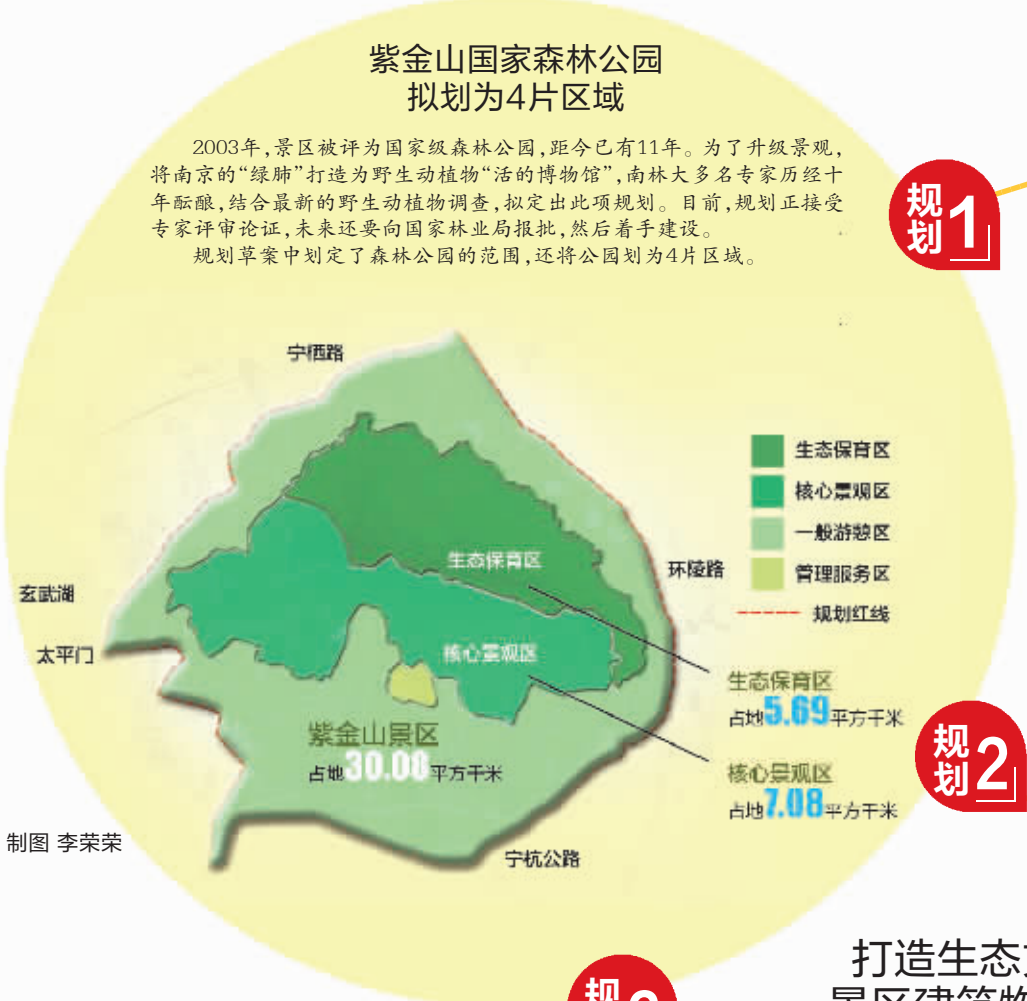 紫金山国家森林公园
拟划为4片区域
2003年,景区被评为国家级森林公园,距今已有11年。为了升级景观,
将南京的“绿肺”打造为野生动植物“活的博物馆”,南林大多名专家历经十
年酝酿,结合最新的野生动植物调查,拟定出此项规划。目前,规划正接受
专家评审论证,未来还要向国家林业局报批,然后着手建设。
规划草案中划定了森林公园的范围,还将公园划为4片区域。
规划1
宁栖路
生态保育区
核心景观区
一般游憩区
管理服务区
规划红线
生态保育区
环陵路
玄武湖
太平门
核心景观区
生态保育区
占地5.69平方千米
紫金山景区
占地30.08平方千米
规划2
核心景观区
占地7.08平方千米
制图 李荣荣
宁杭公路
打造生态
景区建筑物
规